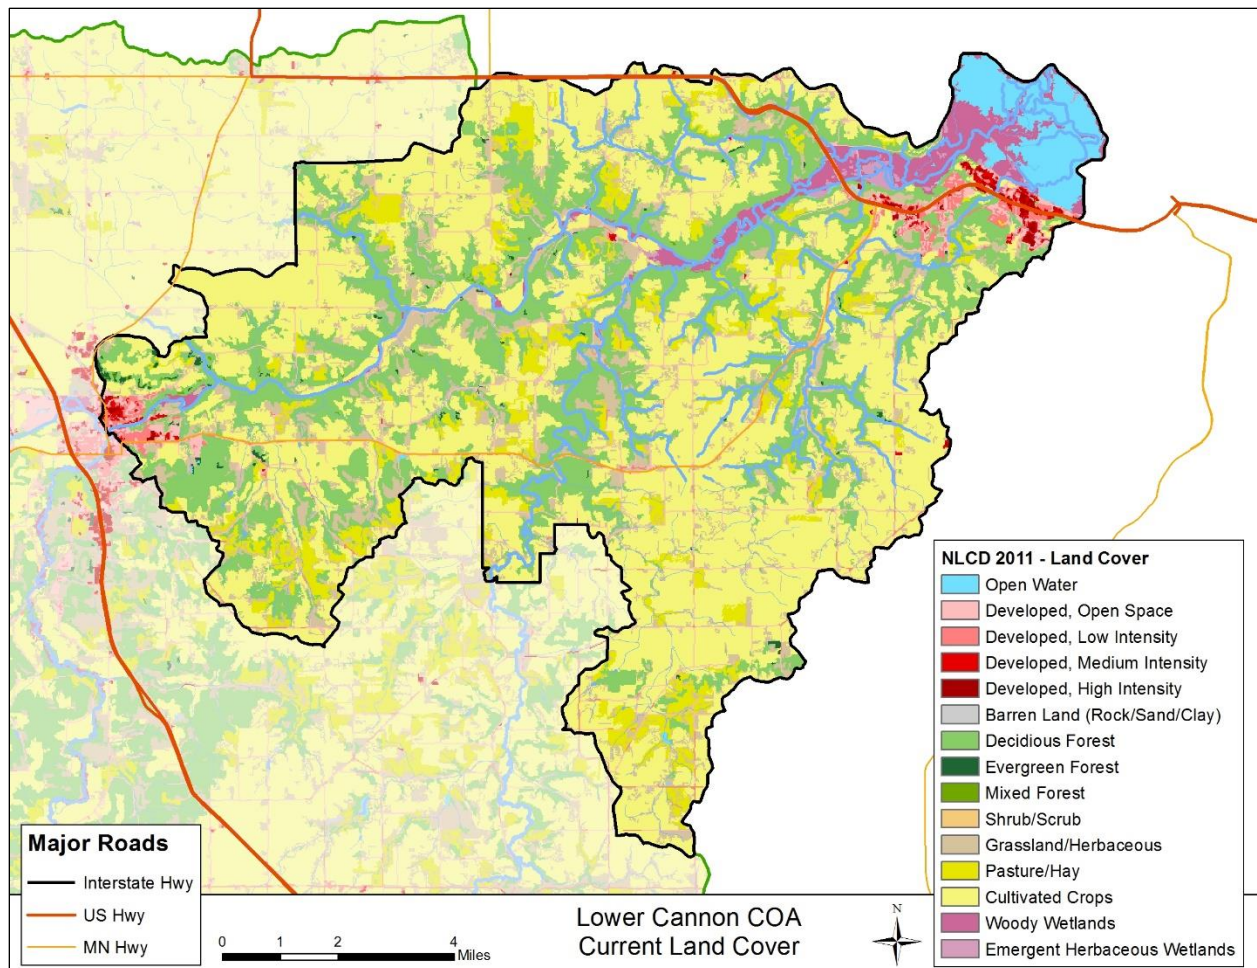 NLCD 2011 - Land Cover
Open Water
Developed, Open Space
Developed, Low Intensity
Developed, Medium Intensity
Developed, High Intensity
Barren Land (Rock/Sand/Clay)
Decidious Forest
Evergreen Forest
Mixed Forest
Shrub/Scrub
Grassland/Herbaceous
Pasture/Hay
Cultivated Crops
Woody Wetlands
Emergent Herbaceous Wetlands
Major Roads
Interstate Hwy
US Hwy
MN Hwy
0 1 2 4
Miles
Lower Cannon COA
Current Land Cover
N